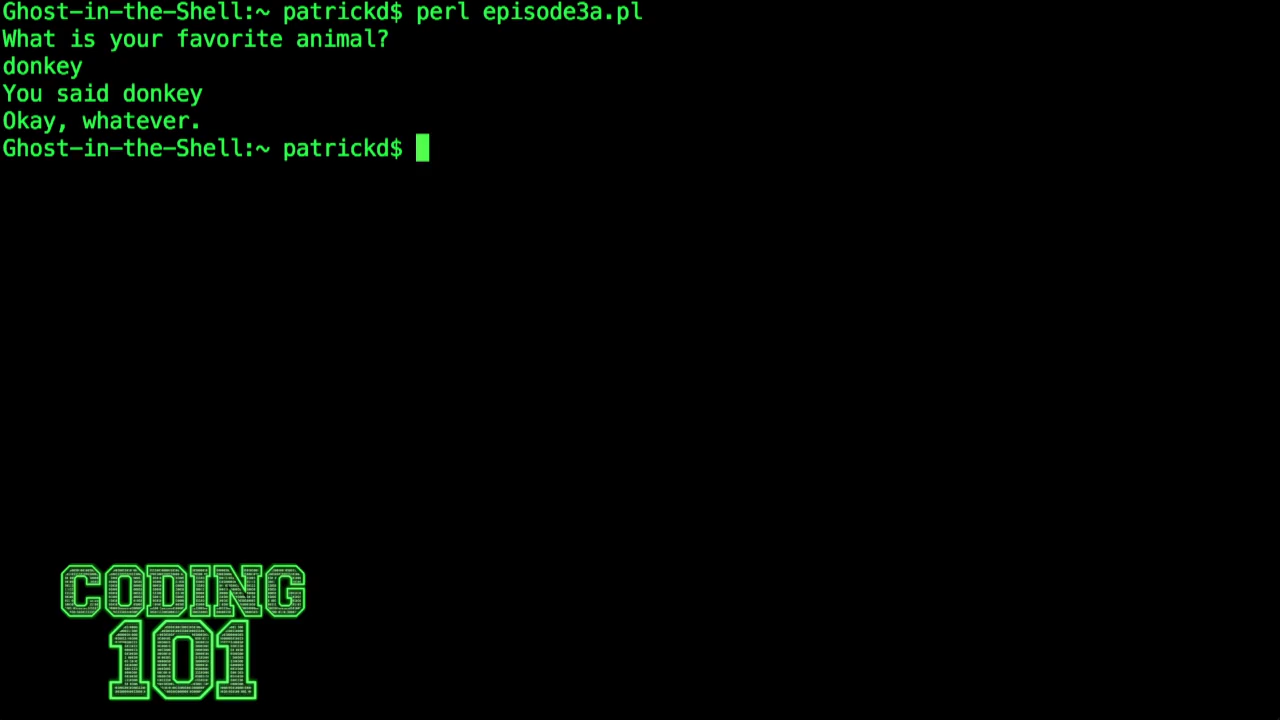 Ghost-in-the-Shell:~ patrickd$ perl episode3a.pl
What is your favorite animal?
donkey
You said donkey
Okay, whatever.
Ghost-in-the-Shell:~ patrickd$
CODING
101